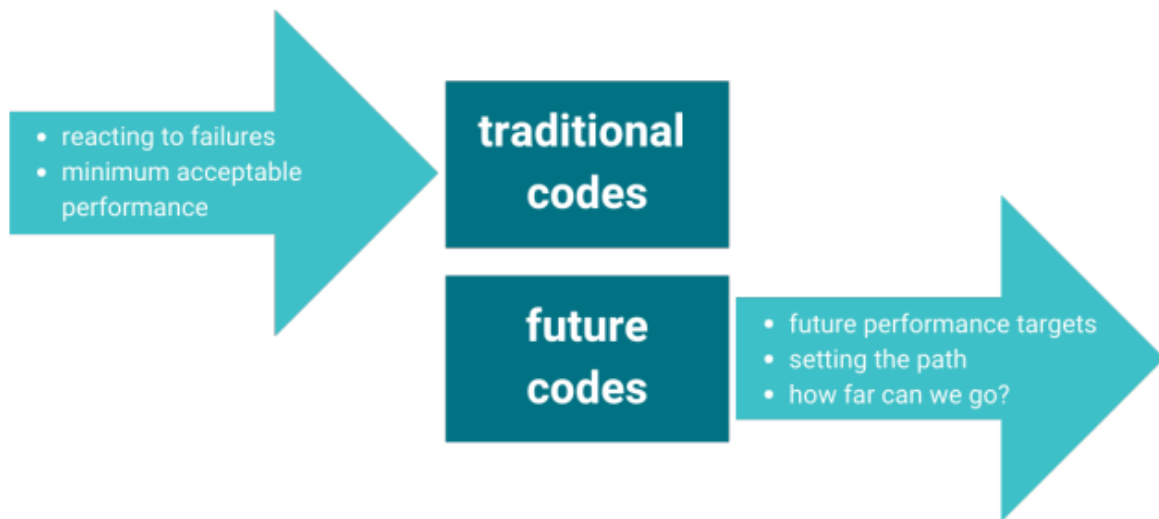 • reacting to failures
• minimum acceptable
performance
traditional
codes
future
codes
• future performance targets
• setting the path
• how far can we go?